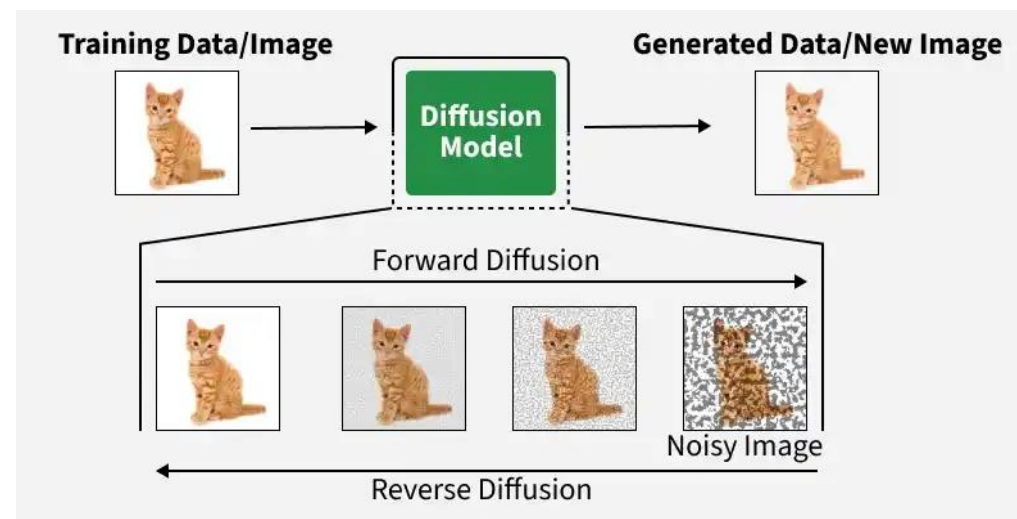 Training Data/Image
Generated Data/New Image
Diffusion
Model
Forward Diffusion
Noisy Image
Reverse Diffusion